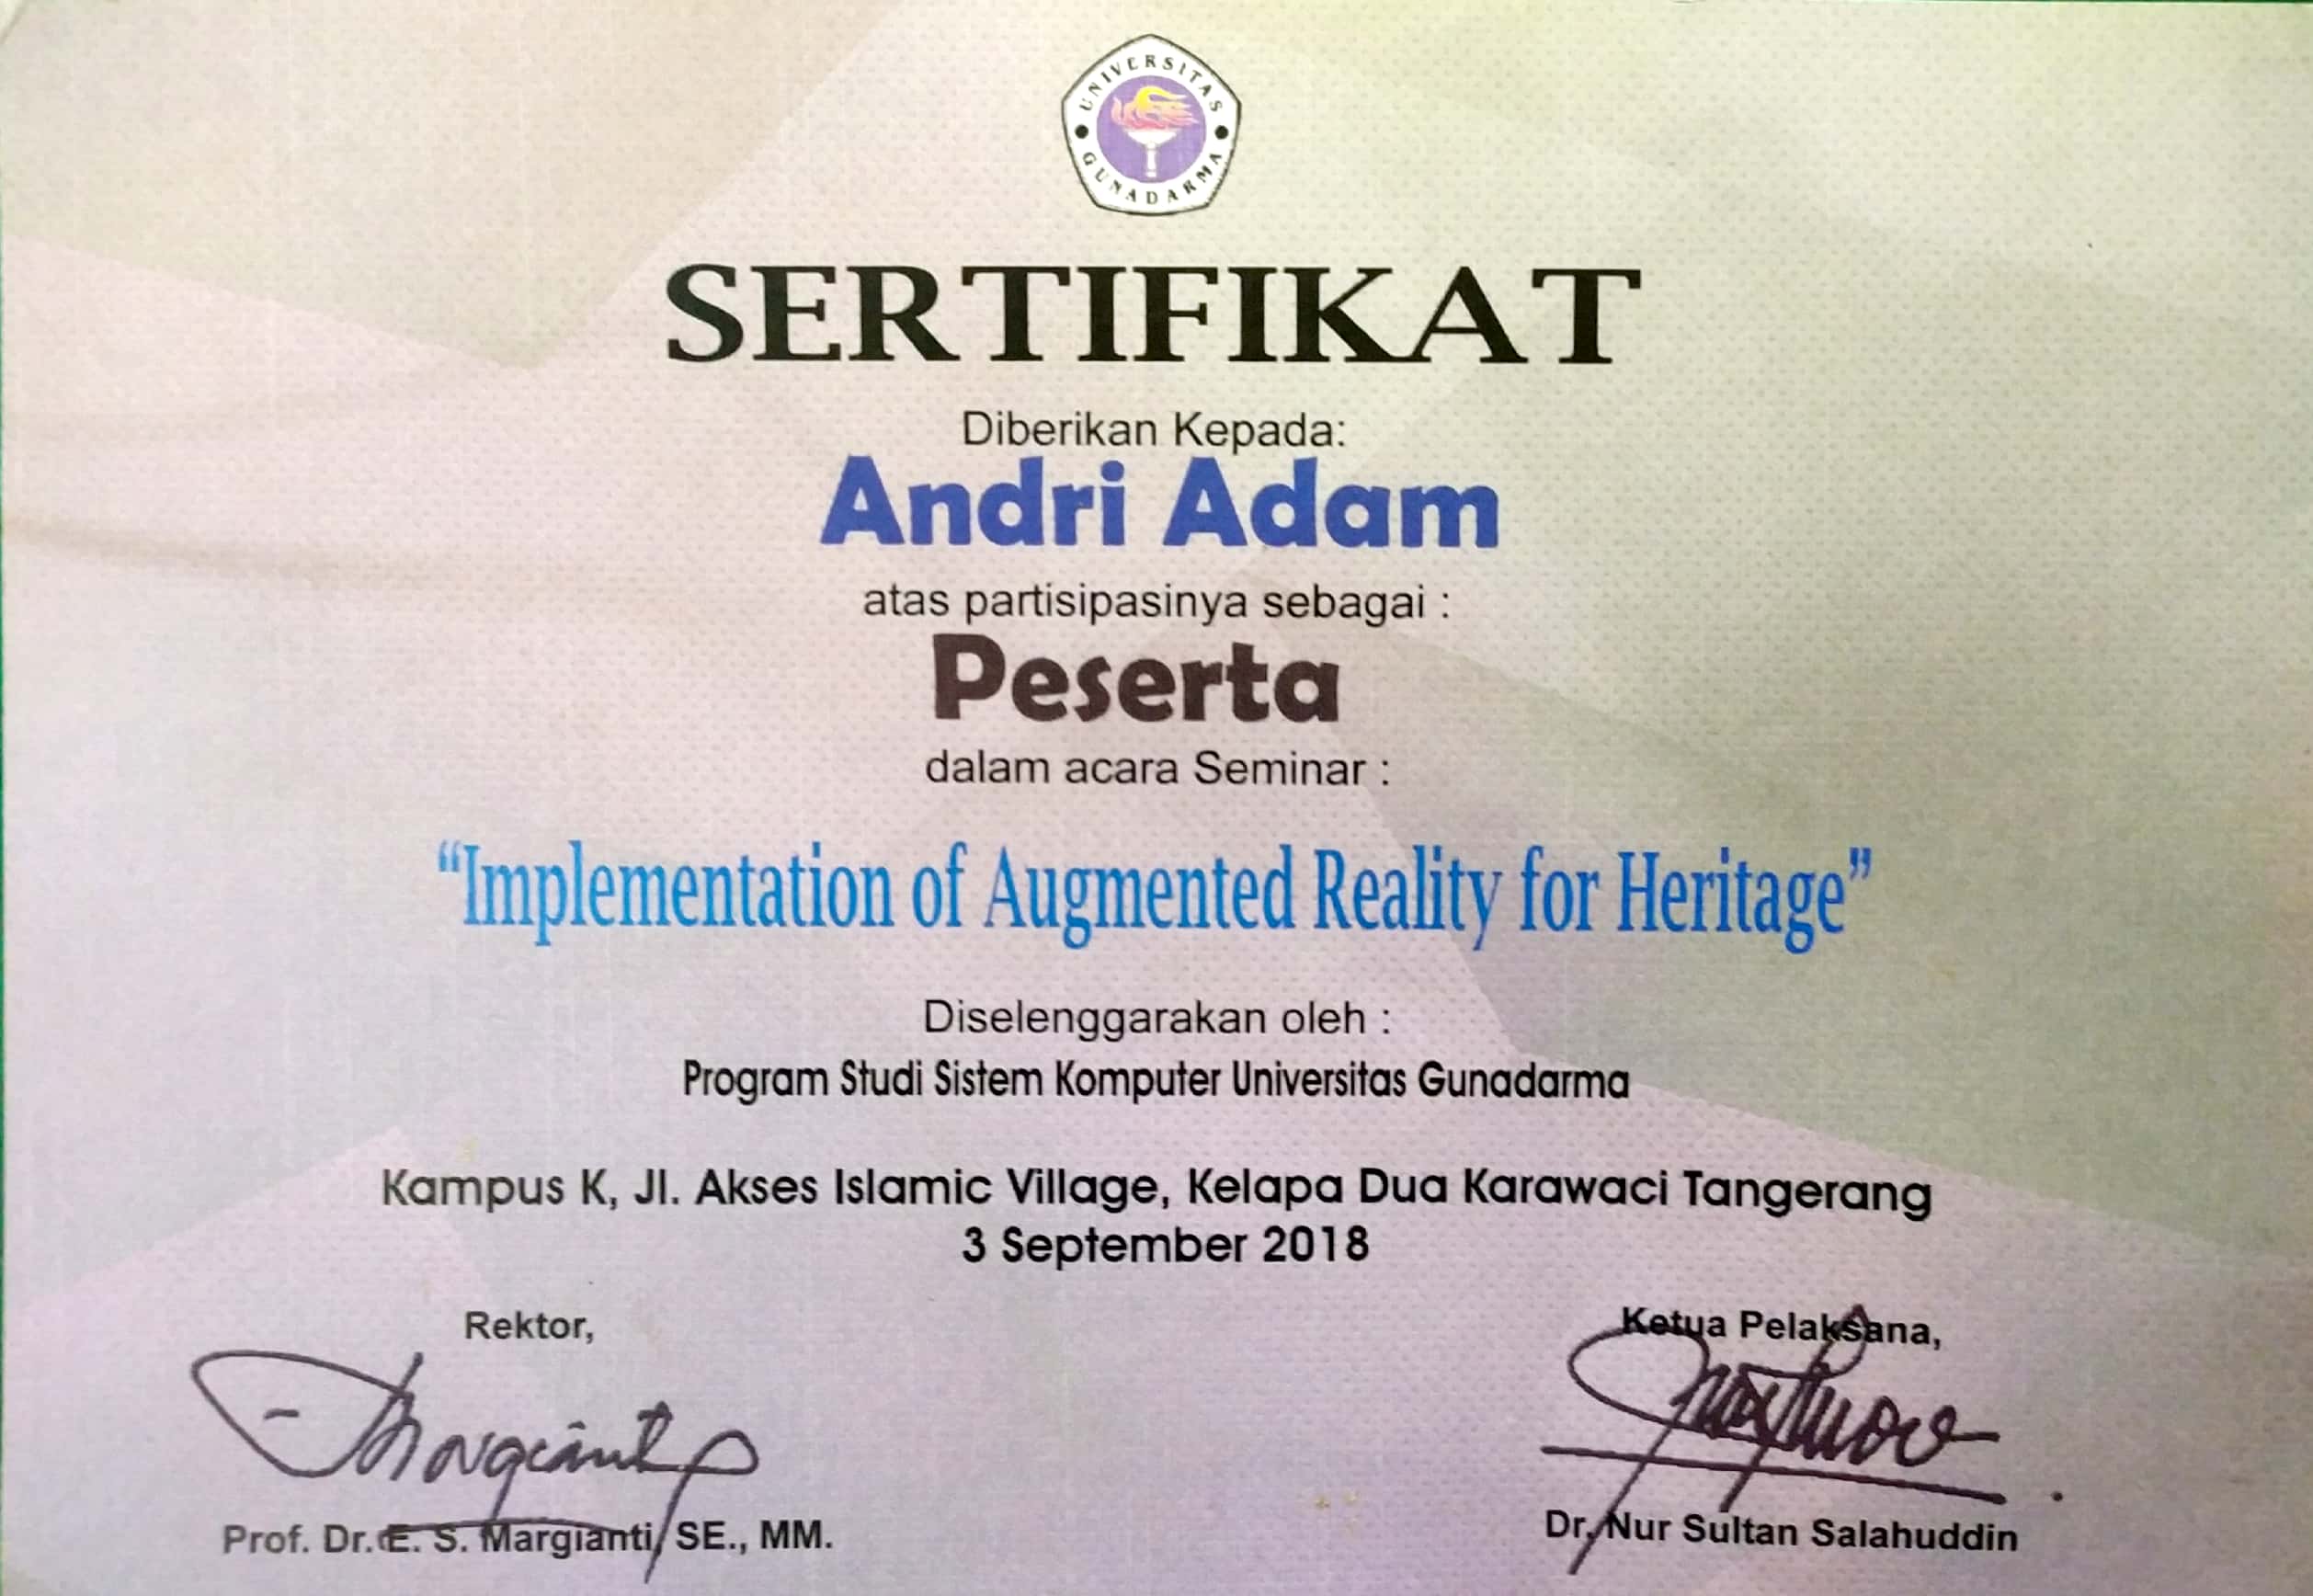 UNIVERSITAS
GUNADARMA
SERTIFIKAT
Diberikan Kepada:
Andri Adam
atas partisipasinya sebagai :
Peserta
dalam acara Seminar :
“Implementation of Augmented Reality for Heritage”
Diselenggarakan oleh :
Program Studi Sistem Komputer Universitas Gunadarma
Kampus K, Jl. Akses Islamic Village, Kelapa Dua Karawaci Tangerang
3 September 2018
Rektor,
Ketua Pelaksana,
Prof. Dr. E. S. Margianti, SE., MM.
Dr. Nur Sultan Salahuddin